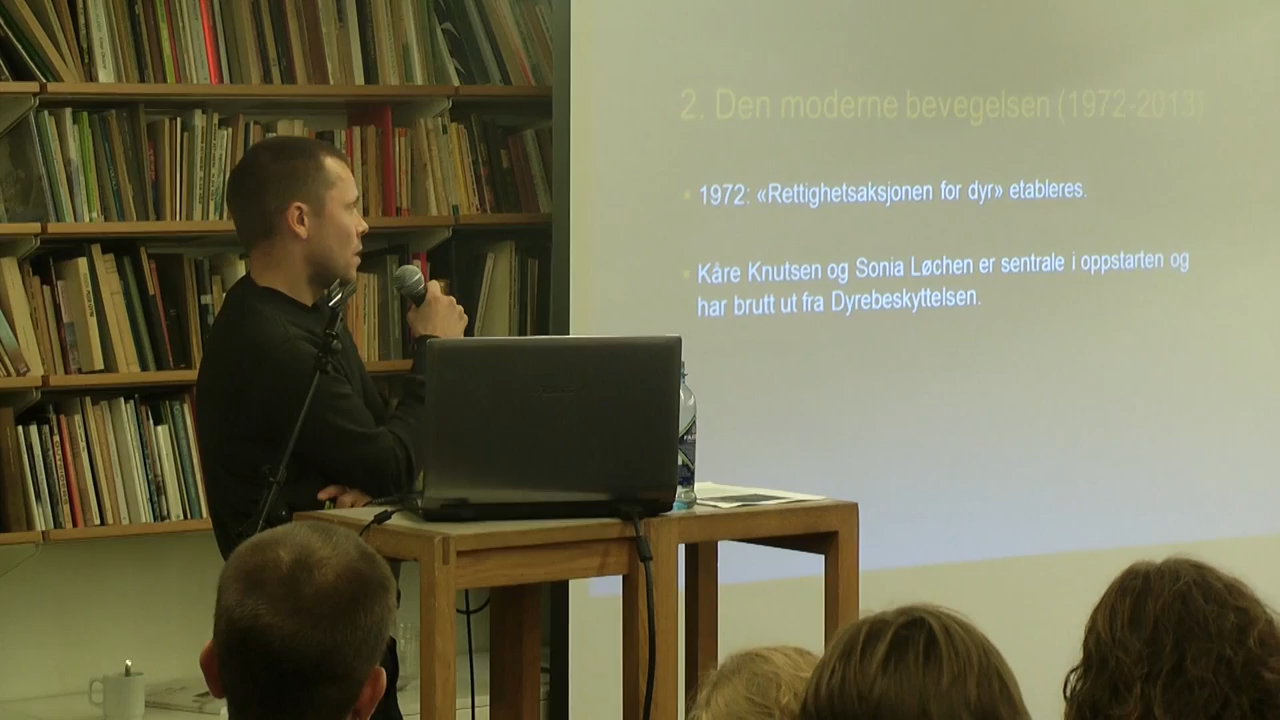 2. Den moderne bevegelsen (1972-2013)
1972: «Rettighetsaksjonen for dyr» etableres.
Kåre Knutsen og Sonia Løchen er sentrale i oppstarten og
har brutt ut fra Dyrebeskyttelsen.